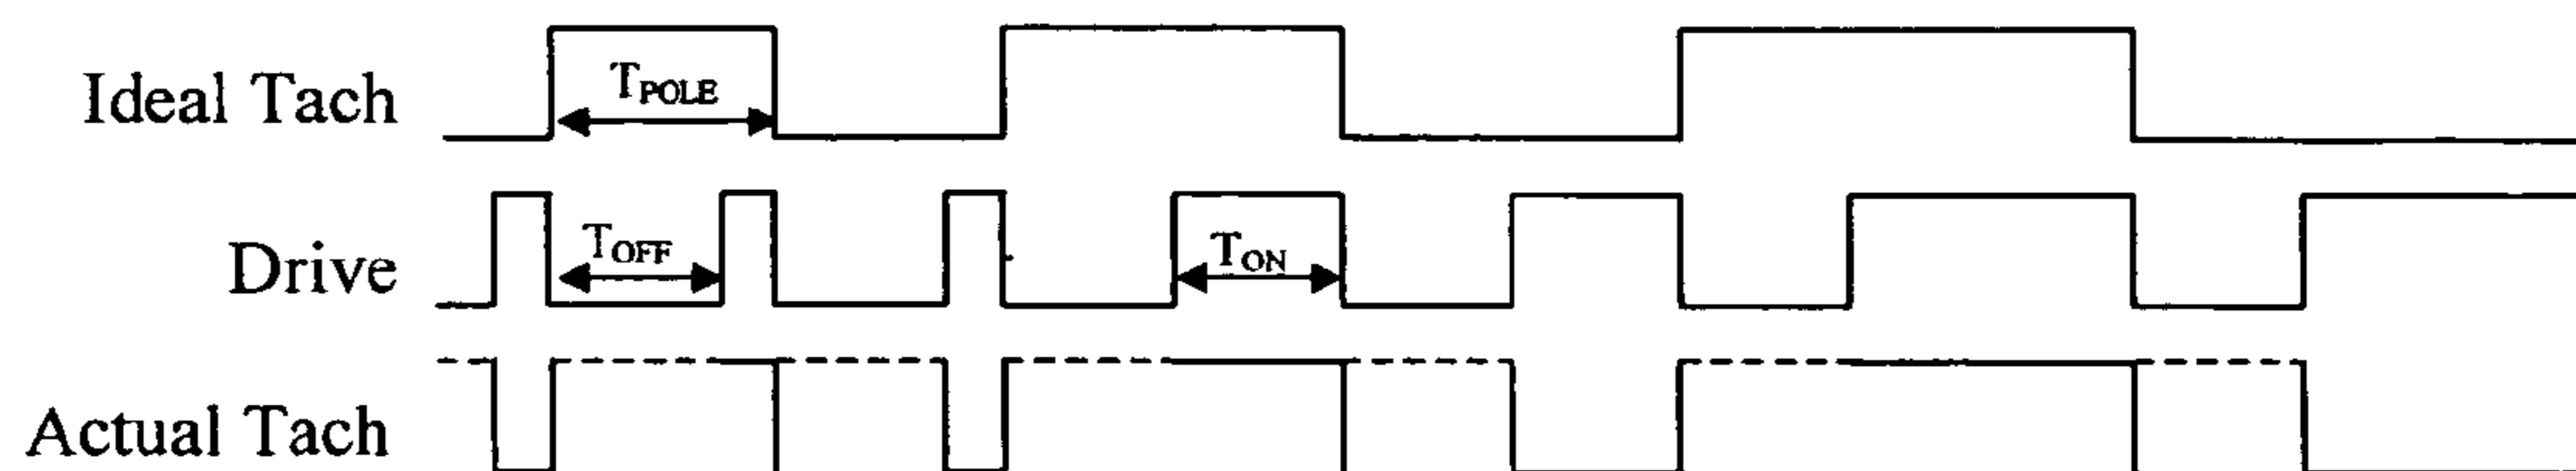 Ideal Tach
TPOLE
Drive
TOFF
TON
Actual Tach